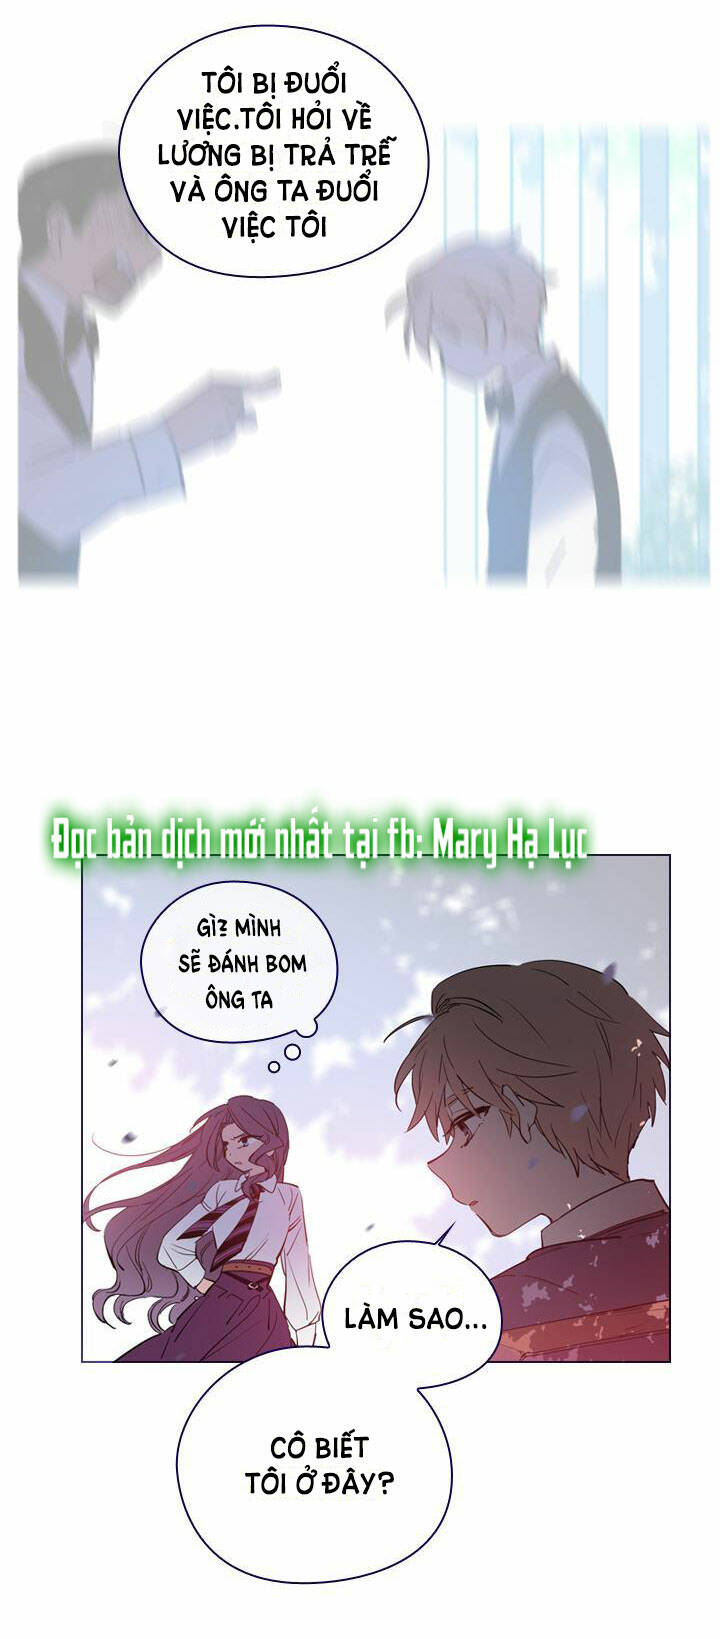 TÔI BỊ ĐUỔI
VIỆC.TÔI HỎI VỀ
LƯƠNG BỊ TRẢ TRỄ
VÀ ÔNG TA ĐUỔI
VIỆC TÔI
Đọc bản dịch mới nhất tại fb: Mary Hạ Lục
GÌ? MÌNH
SẼ ĐÁNH BOM
ÔNG TA
LÀM SAO...
CÔ BIẾT
TÔI Ở ĐÂY?